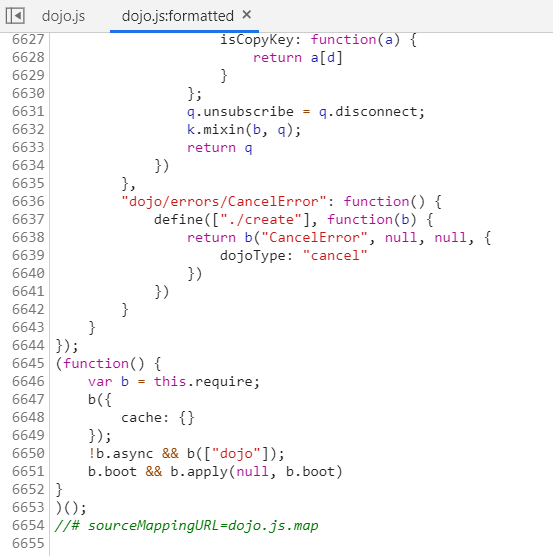 dojo.js dojo.js:formatted ×
6627                     isCopyKey: function(a) {
6628                         return a[d]
6629                     }
6630                 };
6631                 q.unsubscribe = q.disconnect;
6632                 k.mixin(b, q);
6633                 return q
6634             })
6635         },
6636         "dojo/errors/CancelError": function() {
6637             define(["./create"], function(b) {
6638                 return b("CancelError", null, null, {
6639                     dojoType: "cancel"
6640                 })
6641             })
6642         }
6643     }
6644 });
6645 (function() {
6646     var b = this.require;
6647     b({
6648         cache: {}
6649     });
6650     !b.async && b(["dojo"]);
6651     b.boot && b.apply(null, b.boot)
6652 }
6653 )();
6654 //# sourceMappingURL=dojo.js.map
6655